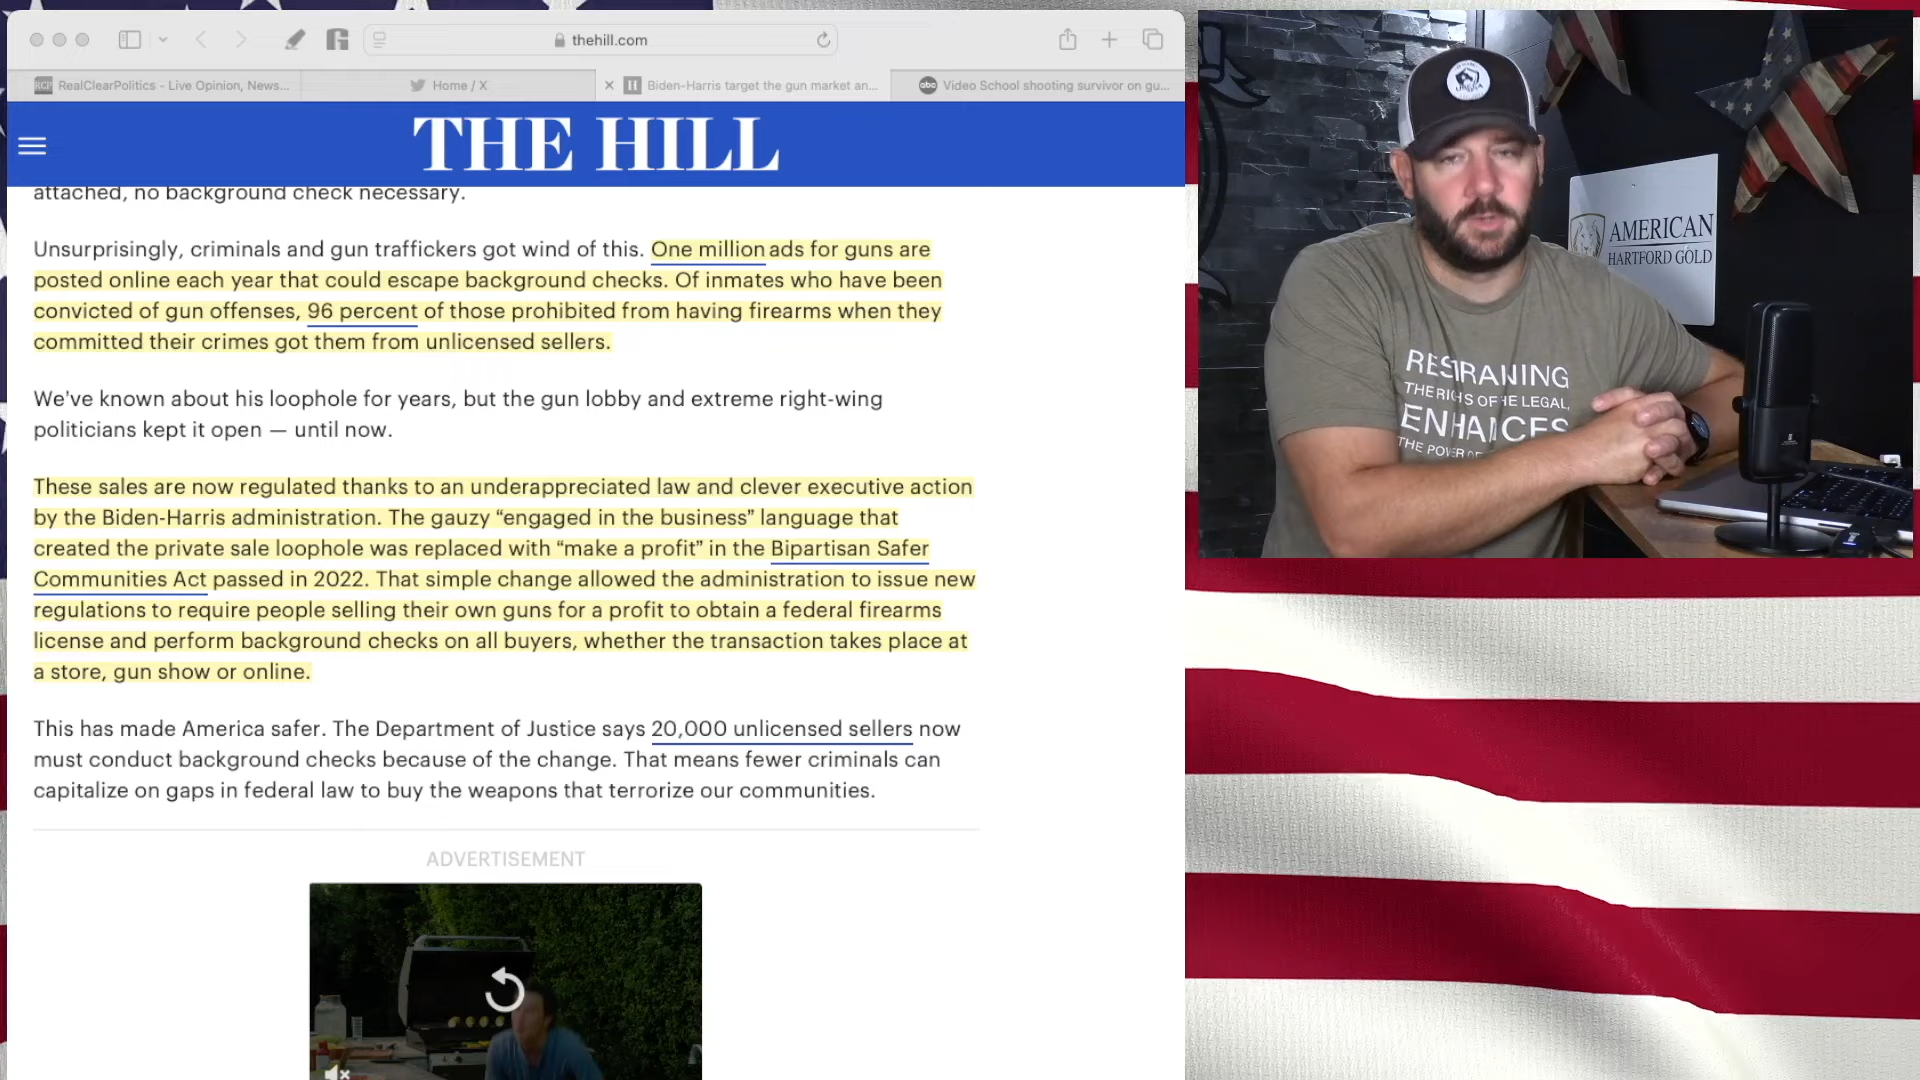 thehill.com
RealClearPolitics - Live Opinion, News...
Home / X
Biden-Harris target the gun market an...
abc
Video School shooting survivor on gu...
THE HILL
attached, no background check necessary.
Unsurprisingly, criminals and gun traffickers got wind of this. One million ads for guns are
posted online each year that could escape background checks. Of inmates who have been
convicted of gun offenses, 96 percent of those prohibited from having firearms when they
committed their crimes got them from unlicensed sellers.
We've known about his loophole for years, but the gun lobby and extreme right-wing
politicians kept it open — until now.
These sales are now regulated thanks to an underappreciated law and clever executive action
by the Biden-Harris administration. The gauzy “engaged in the business” language that
created the private sale loophole was replaced with “make a profit” in the Bipartisan Safer
Communities Act passed in 2022. That simple change allowed the administration to issue new
regulations to require people selling their own guns for a profit to obtain a federal firearms
license and perform background checks on all buyers, whether the transaction takes place at
a store, gun show or online.
This has made America safer. The Department of Justice says 20,000 unlicensed sellers now
must conduct background checks because of the change. That means fewer criminals can
capitalize on gaps in federal law to buy the weapons that terrorize our communities.
ADVERTISEMENT
AMERICAN
HARTFORD GOLD
RESTRAINING
THE RIGHTS OF THE LEGAL,
ENHANCES
THE POWER OF